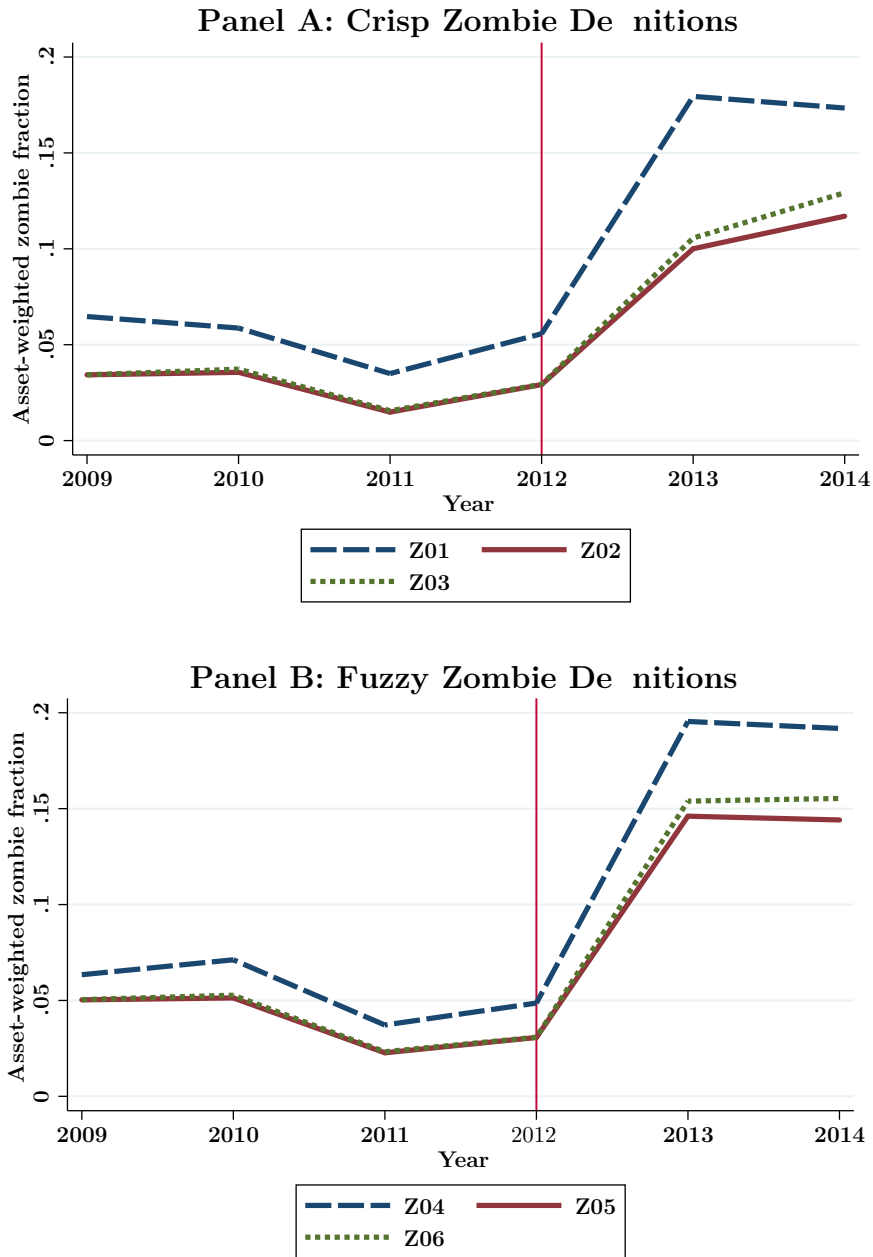 Panel A: Crisp Zombie De nitions
Asset-weighted zombie fraction
.2
.15
.1
.05
0
2009 2010 2011 2012 2013 2014
Year
Z01 Z02
Z03
Panel B: Fuzzy Zombie De nitions
Asset-weighted zombie fraction
.2
.15
.1
.05
0
2009 2010 2011 2012 2013 2014
Year
Z04 Z05
Z06